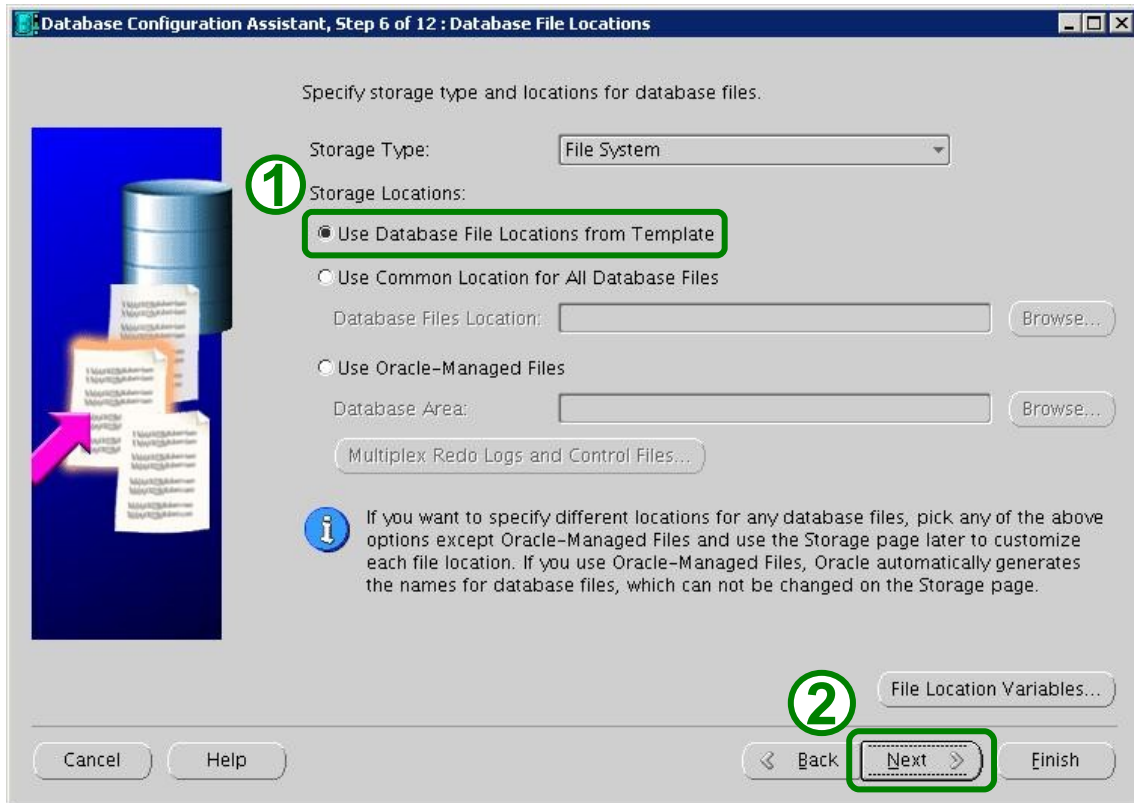 Database Configuration Assistant, Step 6 of 12 : Database File Locations
Specify storage type and locations for database files.
Storage Type: File System
1
Storage Locations:
Use Database File Locations from Template
Use Common Location for All Database Files
Database Files Location: Browse...
Use Oracle-Managed Files
Database Area: Browse...
Multiplex Redo Logs and Control Files...
If you want to specify different locations for any database files, pick any of the above
options except Oracle-Managed Files and use the Storage page later to customize
each file location. If you use Oracle-Managed Files, Oracle automatically generates
the names for database files, which can not be changed on the Storage page.
File Location Variables...
2
Cancel Help Back Next Finish